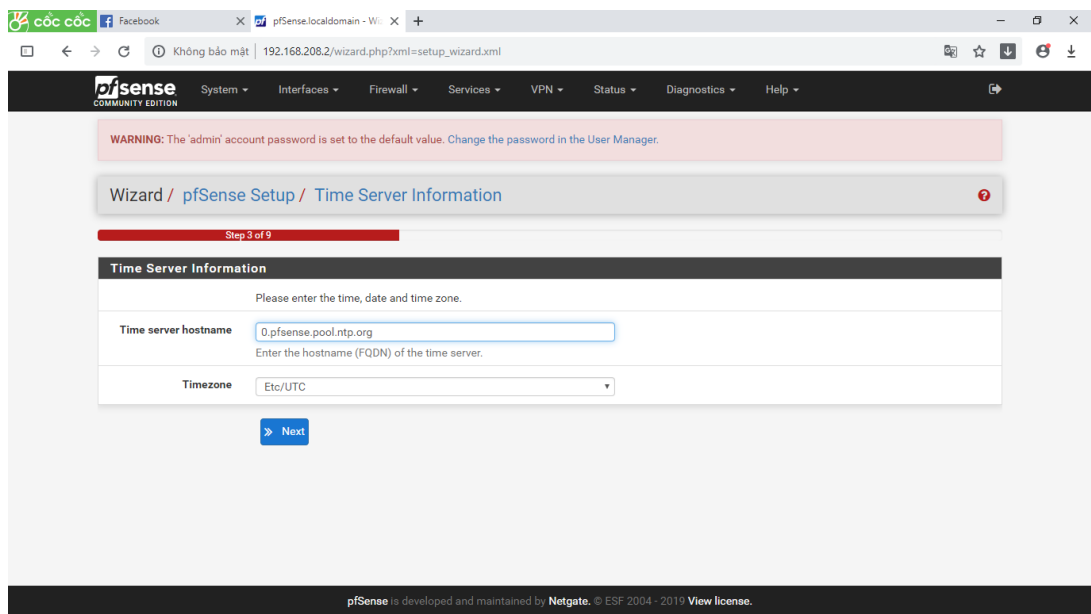 cốc cốc Facebook pfSense.localdomain - Wi
Không bảo mật 192.168.208.2/wizard.php?xml=setup_wizard.xml
pfsense System Interfaces Firewall Services VPN Status Diagnostics Help
COMMUNITY EDITION
WARNING: The 'admin' account password is set to the default value. Change the password in the User Manager.
Wizard / pfSense Setup / Time Server Information
Step 3 of 9
Time Server Information
Please enter the time, date and time zone.
Time server hostname 0.pfsense.pool.ntp.org
Enter the hostname (FQDN) of the time server.
Timezone Etc/UTC
Next
pfSense is developed and maintained by Netgate. © ESF 2004 - 2019 View license.